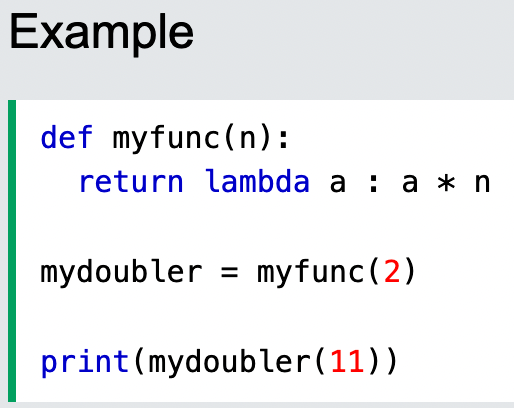 Example
def myfunc(n):
  return lambda a : a * n
mydoubler = myfunc(2)
print(mydoubler(11))